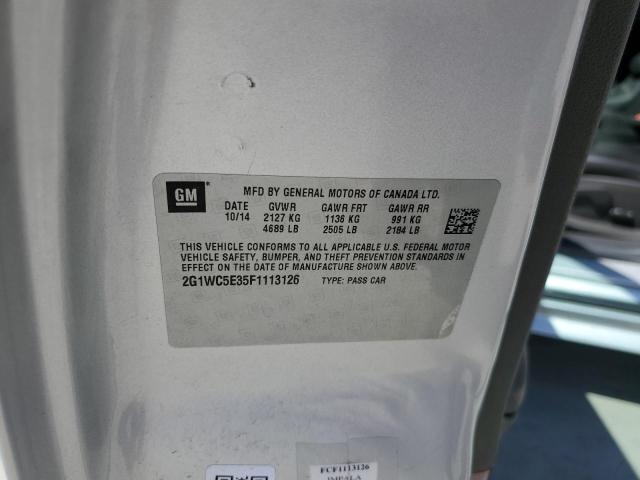 GM
MFD BY GENERAL MOTORS OF CANADA LTD.
DATE GVWR GAWR FRT GAWR RR
10/14 2127 KG 1136 KG 991 KG
4689 LB 2505 LB 2184 LB
THIS VEHICLE CONFORMS TO ALL APPLICABLE U.S. FEDERAL MOTOR
VEHICLE SAFETY, BUMPER, AND THEFT PREVENTION STANDARDS IN
EFFECT ON THE DATE OF MANUFACTURE SHOWN ABOVE.
2G1WC5E35F1113126 TYPE: PASS CAR
FCF1113126
IMPALA